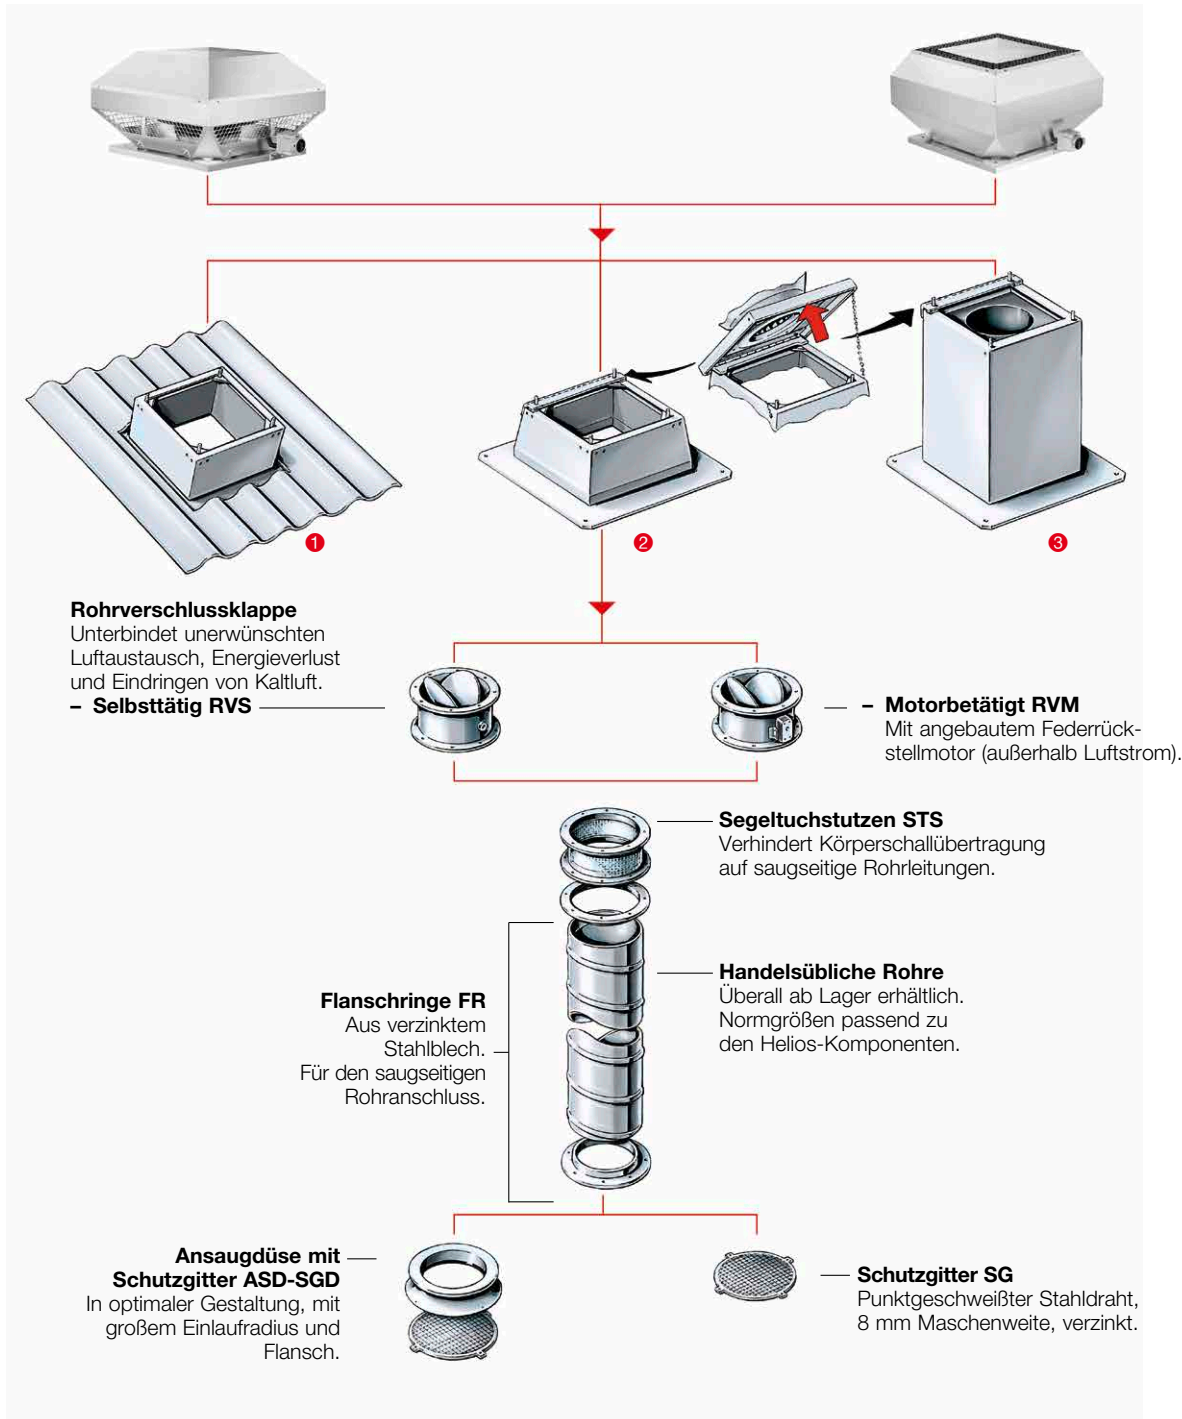 ❶
❷
❸
Rohrverschlussklappe
Unterbindet unerwünschten
Luftaustausch, Energieverlust
und Eindringen von Kaltluft.
– Selbsttätig RVS
– Motorbetätigt RVM
Mit angebautem Federrück-
stellmotor (außerhalb Luftstrom).
Segeltuchstutzen STS
Verhindert Körperschallübertragung
auf saugseitige Rohrleitungen.
Flanschringe FR
Aus verzinktem
Stahlblech.
Für den saugseitigen
Rohranschluss.
Handelsübliche Rohre
Überall ab Lager erhältlich.
Normgrößen passend zu
den Helios-Komponenten.
Ansaugdüse mit
Schutzgitter ASD-SGD
In optimaler Gestaltung, mit
großem Einlaufradius und
Flansch.
Schutzgitter SG
Punktgeschweißter Stahldraht,
8 mm Maschenweite, verzinkt.